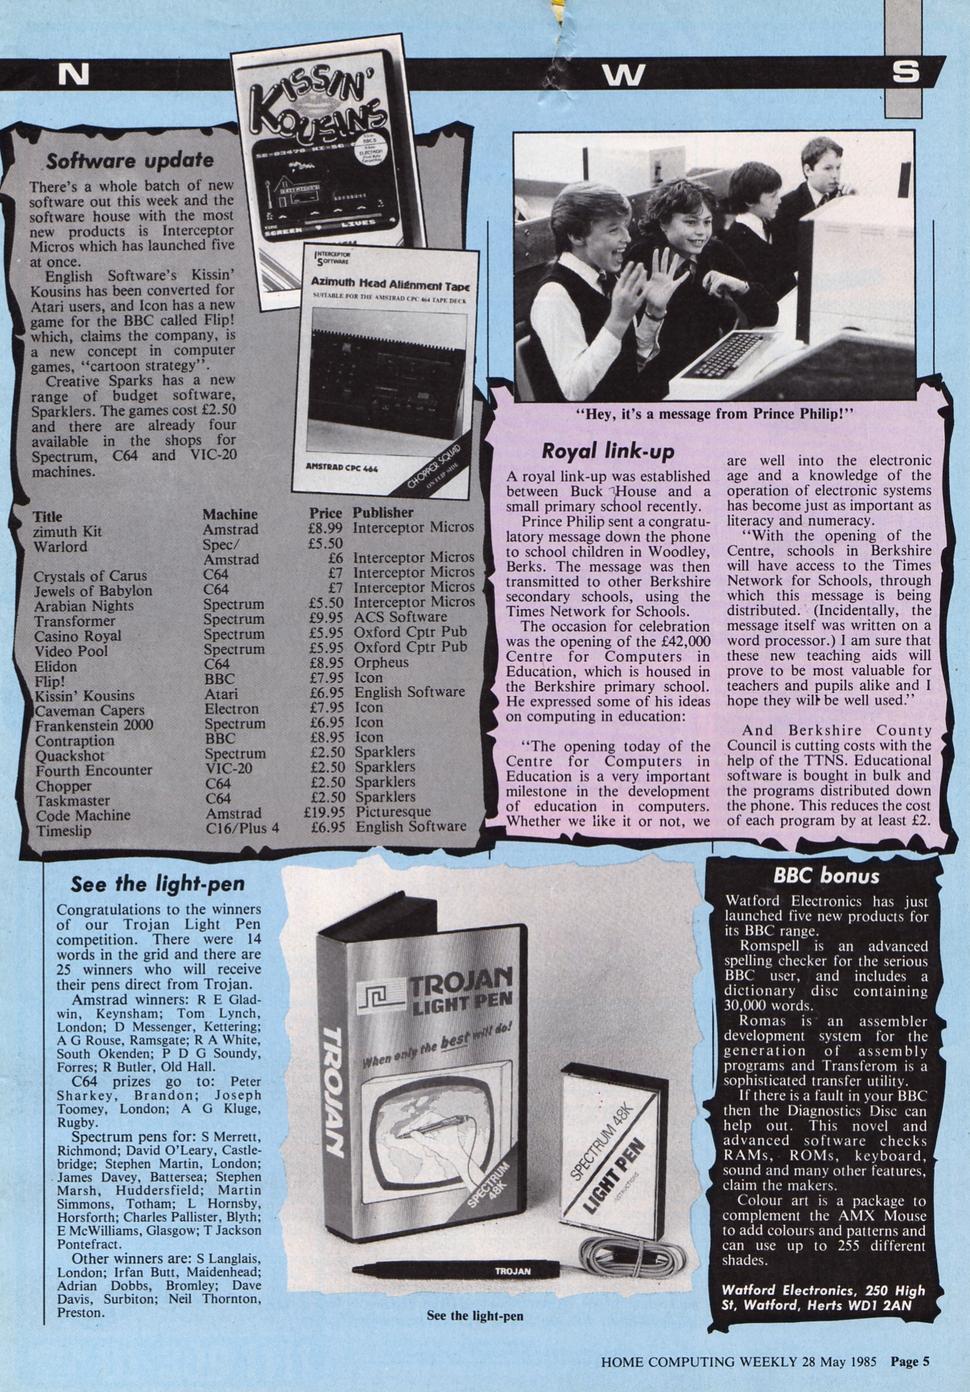 N W S
KISSIN'
KOUSINS
SCREEN LIVES
INTERCEPTOR
SOFTWARE
Azimuth Head Alignment Tape
SUITABLE FOR THE AMSTRAD CPC 464 TAPE DECK
AMSTRAD CPC 464
CHOPPER SQUAD
ON FLIP SIDE
Software update
There's a whole batch of new
software out this week and the
software house with the most
new products is Interceptor
Micros which has launched five
at once.
English Software's Kissin'
Kousins has been converted for
Atari users, and Icon has a new
game for the BBC called Flip!
which, claims the company, is
a new concept in computer
games, “cartoon strategy”.
Creative Sparks has a new
range of budget software,
Sparklers. The games cost £2.50
and there are already four
available in the shops for
Spectrum, C64 and VIC-20
machines.
Title Machine Price Publisher
zimuth Kit Amstrad £8.99 Interceptor Micros
Warlord Spec/ £5.50
Amstrad £6 Interceptor Micros
Crystals of Carus C64 £7 Interceptor Micros
Jewels of Babylon C64 £7 Interceptor Micros
Arabian Nights Spectrum £5.50 Interceptor Micros
Transformer Spectrum £9.95 ACS Software
Casino Royal Spectrum £5.95 Oxford Cptr Pub
Video Pool Spectrum £5.95 Oxford Cptr Pub
Elidon C64 £8.95 Orpheus
Flip! BBC £7.95 Icon
Kissin' Kousins Atari £6.95 English Software
Caveman Capers Electron £7.95 Icon
Frankenstein 2000 Spectrum £6.95 Icon
Contraption BBC £8.95 Icon
Quackshot Spectrum £2.50 Sparklers
Fourth Encounter VIC-20 £2.50 Sparklers
Chopper C64 £2.50 Sparklers
Taskmaster C64 £2.50 Sparklers
Code Machine Amstrad £19.95 Picturesque
Timeslip C16/Plus 4 £6.95 English Software
“Hey, it's a message from Prince Philip!”
Royal link-up
A royal link-up was established
between Buck House and a
small primary school recently.
Prince Philip sent a congratu-
latory message down the phone
to school children in Woodley,
Berks. The message was then
transmitted to other Berkshire
secondary schools, using the
Times Network for Schools.
The occasion for celebration
was the opening of the £42,000
Centre for Computers in
Education, which is housed in
the Berkshire primary school.
He expressed some of his ideas
on computing in education:
“The opening today of the
Centre for Computers in
Education is a very important
milestone in the development
of education in computers.
Whether we like it or not, we
are well into the electronic
age and a knowledge of the
operation of electronic systems
has become just as important as
literacy and numeracy.
“With the opening of the
Centre, schools in Berkshire
will have access to the Times
Network for Schools, through
which this message is being
distributed. (Incidentally, the
message itself was written on a
word processor.) I am sure that
these new teaching aids will
prove to be most valuable for
teachers and pupils alike and I
hope they will be well used.”
And Berkshire County
Council is cutting costs with the
help of the TTNS. Educational
software is bought in bulk and
the programs distributed down
the phone. This reduces the cost
of each program by at least £2.
See the light-pen
Congratulations to the winners
of our Trojan Light Pen
competition. There were 14
words in the grid and there are
25 winners who will receive
their pens direct from Trojan.
Amstrad winners: R E Glad-
win, Keynsham; Tom Lynch,
London; D Messenger, Kettering;
A G Rouse, Ramsgate; R A White,
South Okenden; P D G Soundy,
Forres; R Butler, Old Hall.
C64 prizes go to: Peter
Sharkey, Brandon; Joseph
Toomey, London; A G Kluge,
Rugby.
Spectrum pens for: S Merrett,
Richmond; David O'Leary, Castle-
bridge; Stephen Martin, London;
James Davey, Battersea; Stephen
Marsh, Huddersfield; Martin
Simmons, Totham; L Hornsby,
Horsforth; Charles Pallister, Blyth;
E McWilliams, Glasgow; T Jackson
Pontefract.
Other winners are: S Langlais,
London; Irfan Butt, Maidenhead;
Adrian Dobbs, Bromley; Dave
Davis, Surbiton; Neil Thornton,
Preston.
TROJAN
TROJAN
LIGHT PEN
When only the best will do!
SPECTRUM
48K
SPECTRUM 48K
LIGHT PEN
INSTRUCTIONS
TROJAN
See the light-pen
BBC bonus
Watford Electronics has just
launched five new products for
its BBC range.
Romspell is an advanced
spelling checker for the serious
BBC user, and includes a
dictionary disc containing
30,000 words.
Romas is an assembler
development system for the
generation of assembly
programs and Transferom is a
sophisticated transfer utility.
If there is a fault in your BBC
then the Diagnostics Disc can
help out. This novel and
advanced software checks
RAMs, ROMs, keyboard,
sound and many other features,
claim the makers.
Colour art is a package to
complement the AMX Mouse
to add colours and patterns and
can use up to 255 different
shades.
Watford Electronics, 250 High
St, Watford, Herts WD1 2AN
HOME COMPUTING WEEKLY 28 May 1985 Page 5